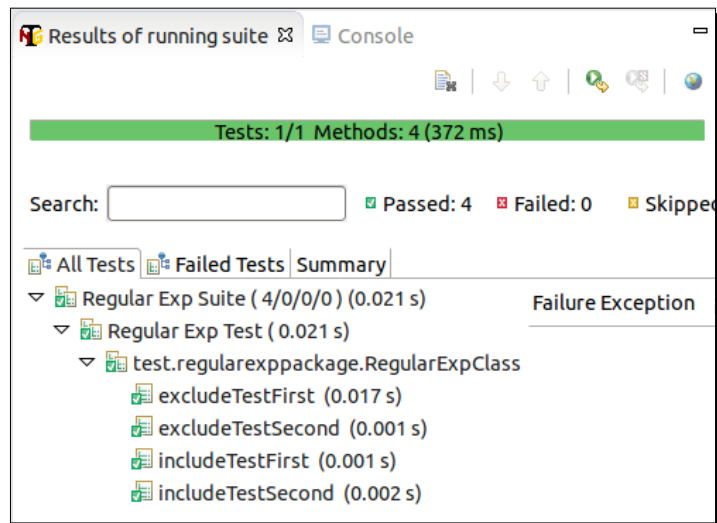 Results of running suite Console
Tests: 1/1 Methods: 4 (372 ms)
Search: Passed: 4 Failed: 0 Skipped
All Tests Failed Tests Summary
Regular Exp Suite ( 4/0/0/0 ) (0.021 s) Failure Exception
Regular Exp Test ( 0.021 s)
test.regularexppackage.RegularExpClass
excludeTestFirst (0.017 s)
excludeTestSecond (0.001 s)
includeTestFirst (0.001 s)
includeTestSecond (0.002 s)